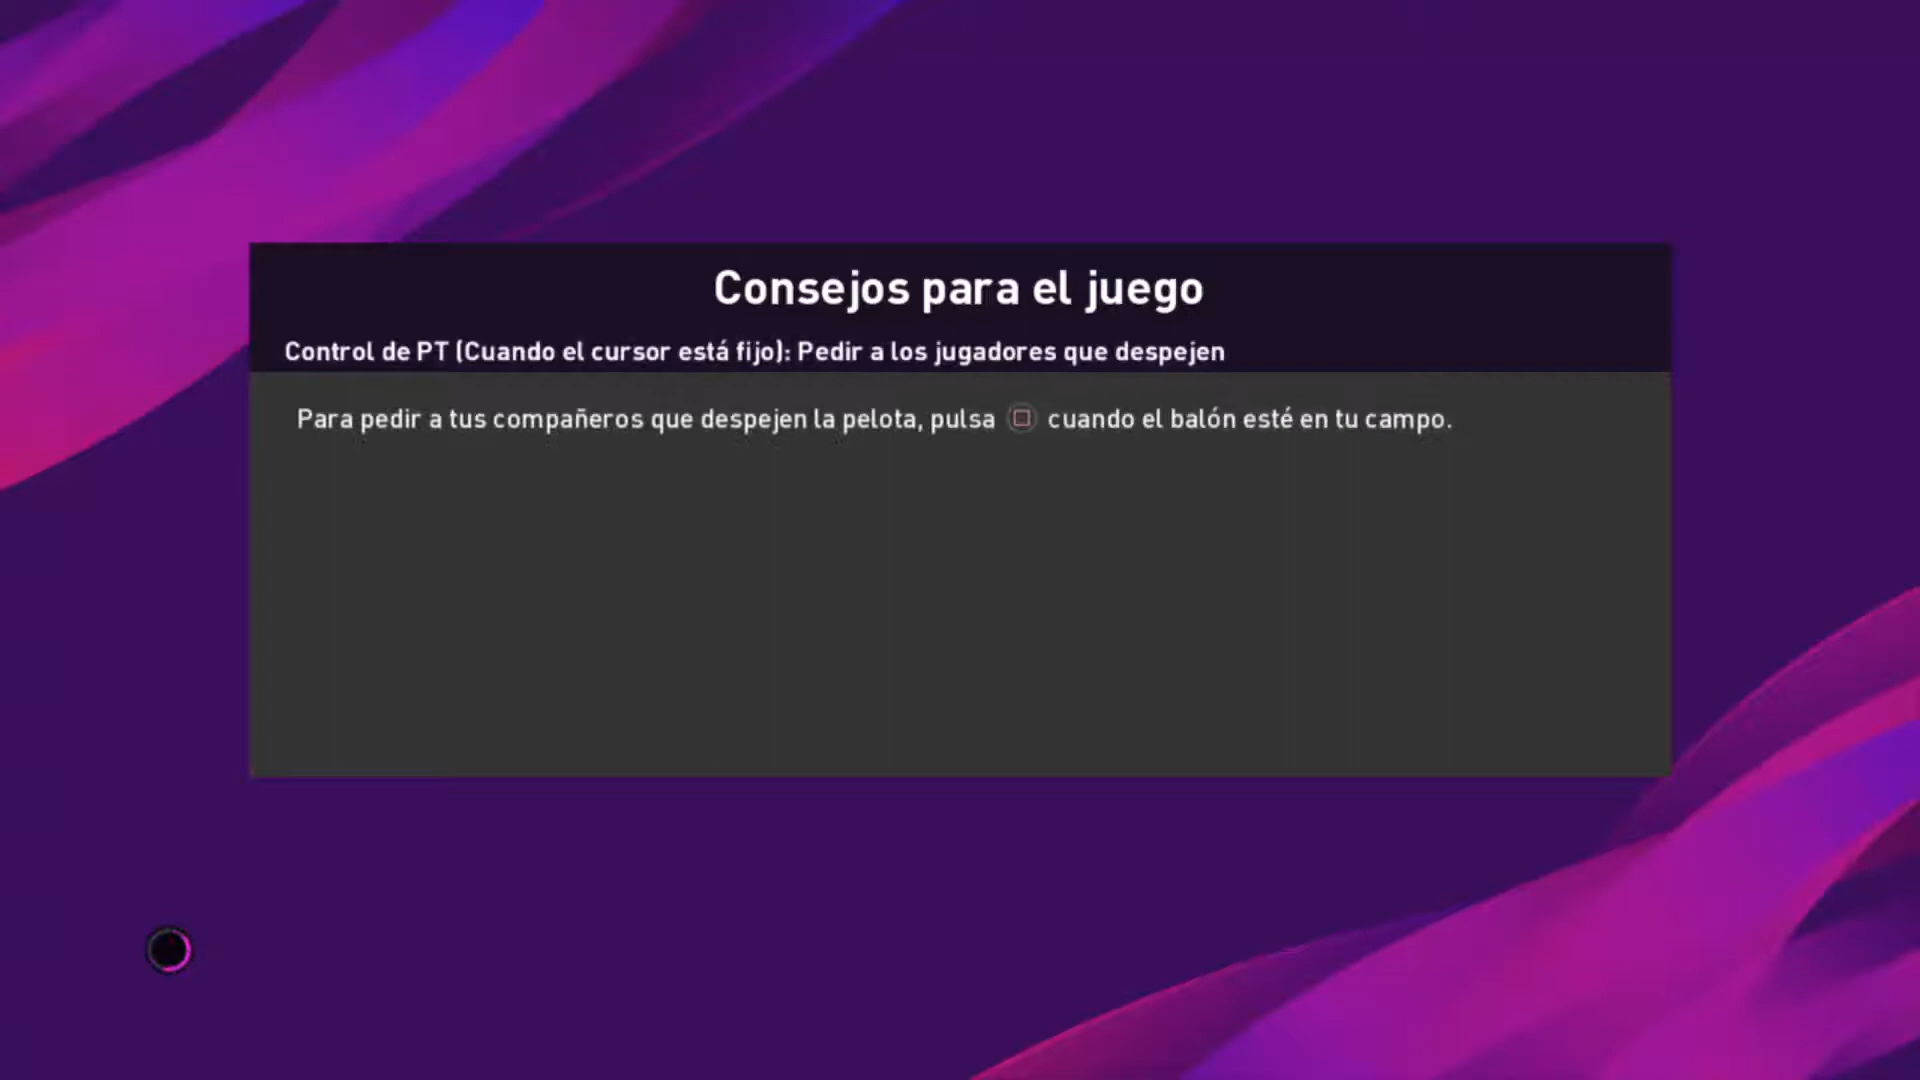 Consejos para el juego
Control de PT (Cuando el cursor está fijo): Pedir a los jugadores que despejen
Para pedir a tus compañeros que despejen la pelota, pulsa □ cuando el balón esté en tu campo.